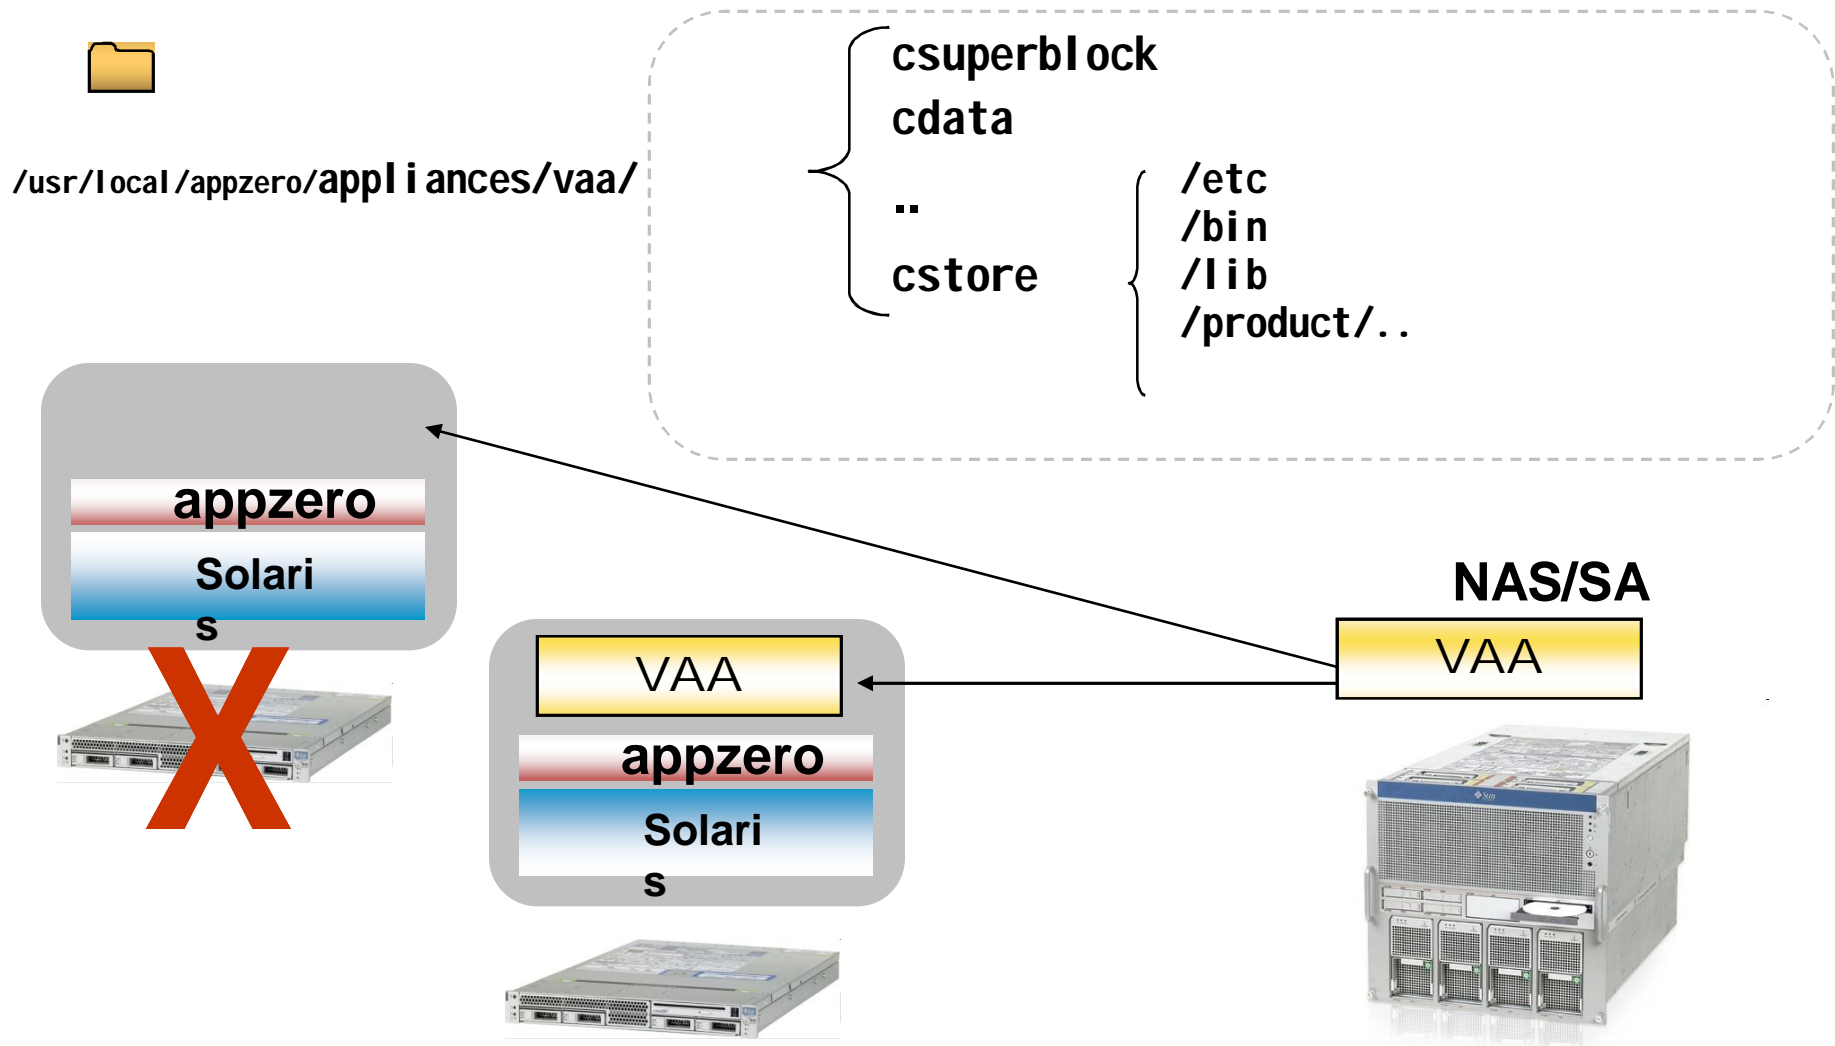 csuperblock
cdata
/usr/local/appzero/appliances/vaa/
..
cstore
/etc
/bin
/lib
/product/..
appzero
Solari
s
NAS/SA
VAA
VAA
appzero
Solari
s
Sun